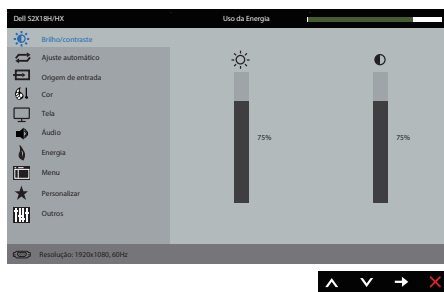 Dell S2X18H/HX
Uso da Energia
Brilho/contraste
Ajuste automático
Origem de entrada
Cor
Tela
Áudio
Energia
Menu
Personalizar
Outros
75%
75%
Resolução: 1920x1080, 60Hz